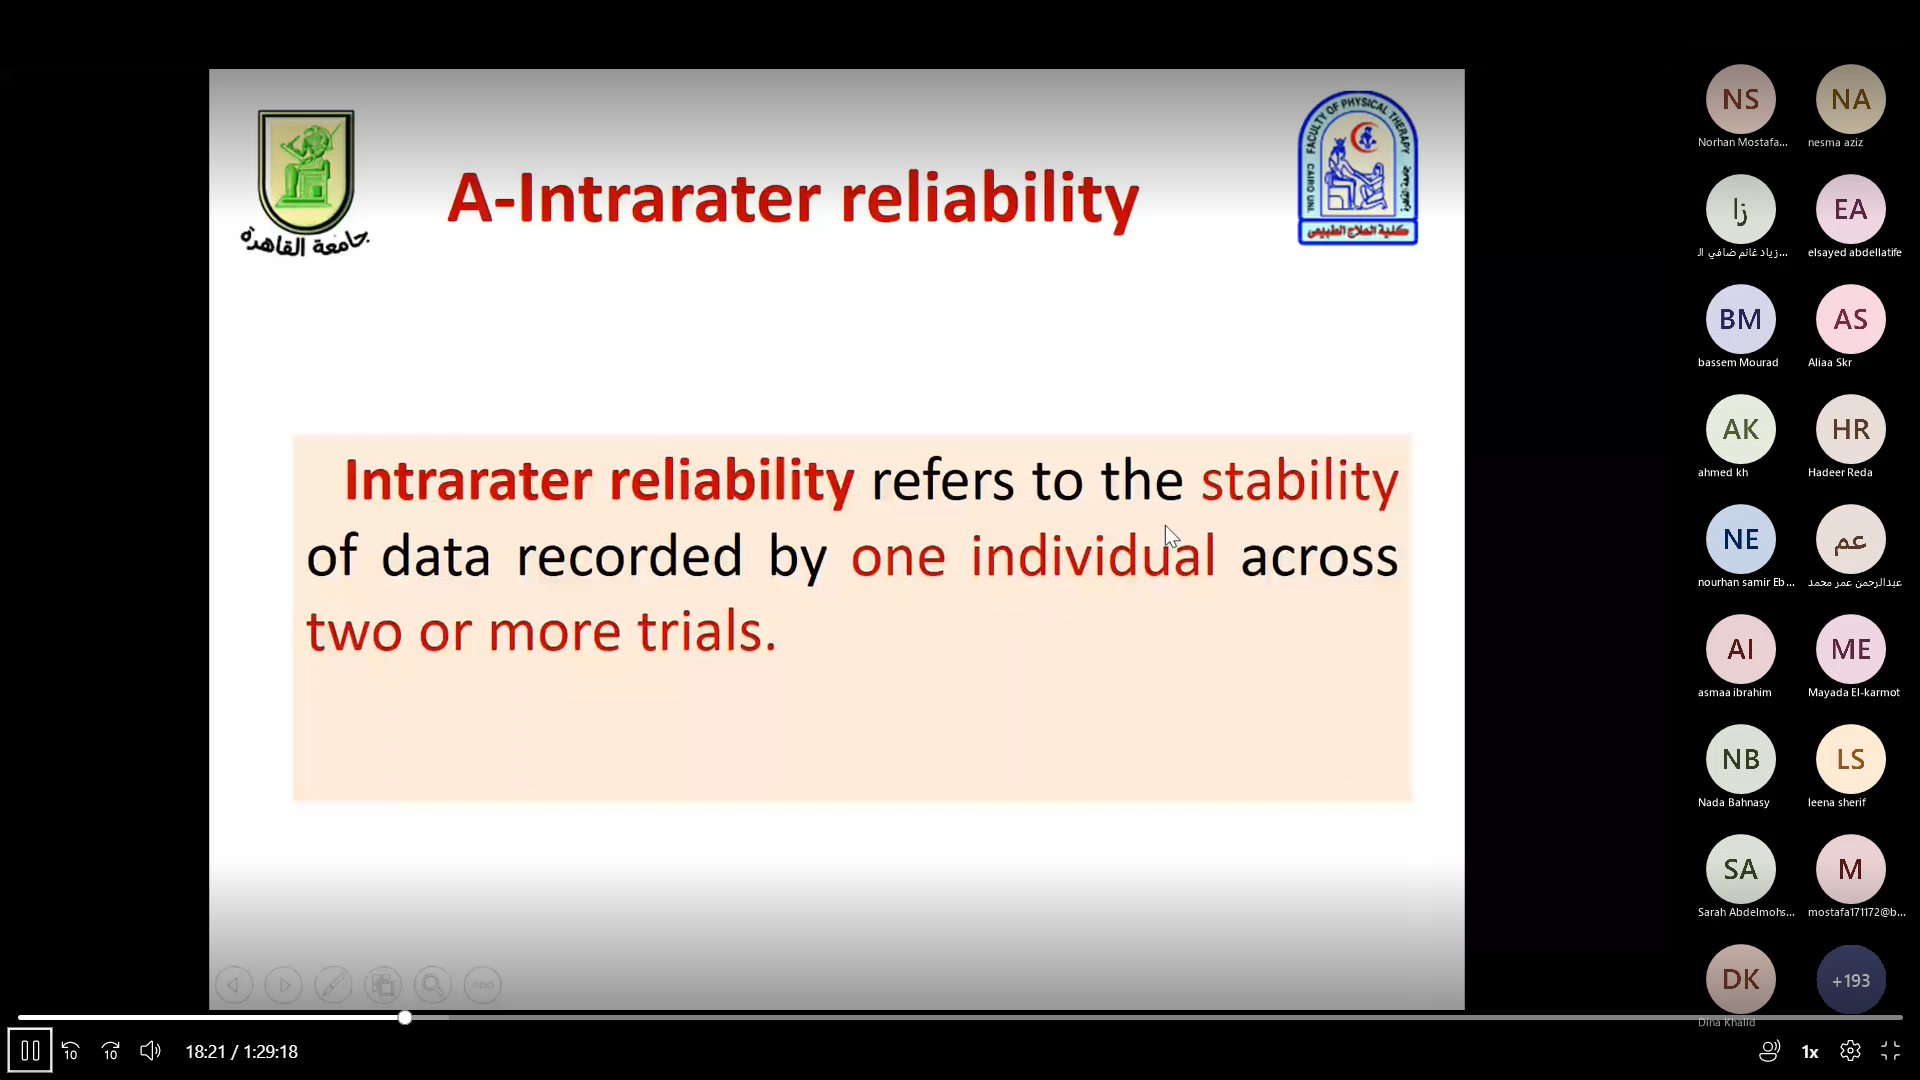 جامعة القاهرة
A-Intrarater reliability
FACULTY OF PHYSICAL THERAPY
CAIRO UNI.
جامعة القاهرة
كلية العلاج الطبيعى
Intrarater reliability refers to the stability
of data recorded by one individual across
two or more trials.
NS
NA
Norhan Mostafa...
nesma aziz
زا
EA
زياد غانم ضافي ال...
elsayed abdellatife
BM
AS
bassem Mourad
Aliaa Skr
AK
HR
ahmed kh
Hadeer Reda
NE
عم
nourhan samir Eb...
عبدالرحمن عمر محمد
AI
ME
asmaa ibrahim
Mayada El-karmot
NB
LS
Nada Bahnasy
leena sherif
SA
M
Sarah Abdelmohs...
mostafa171172@b...
DK
+193
Dina Khalid
10
10
18:21 / 1:29:18
1x